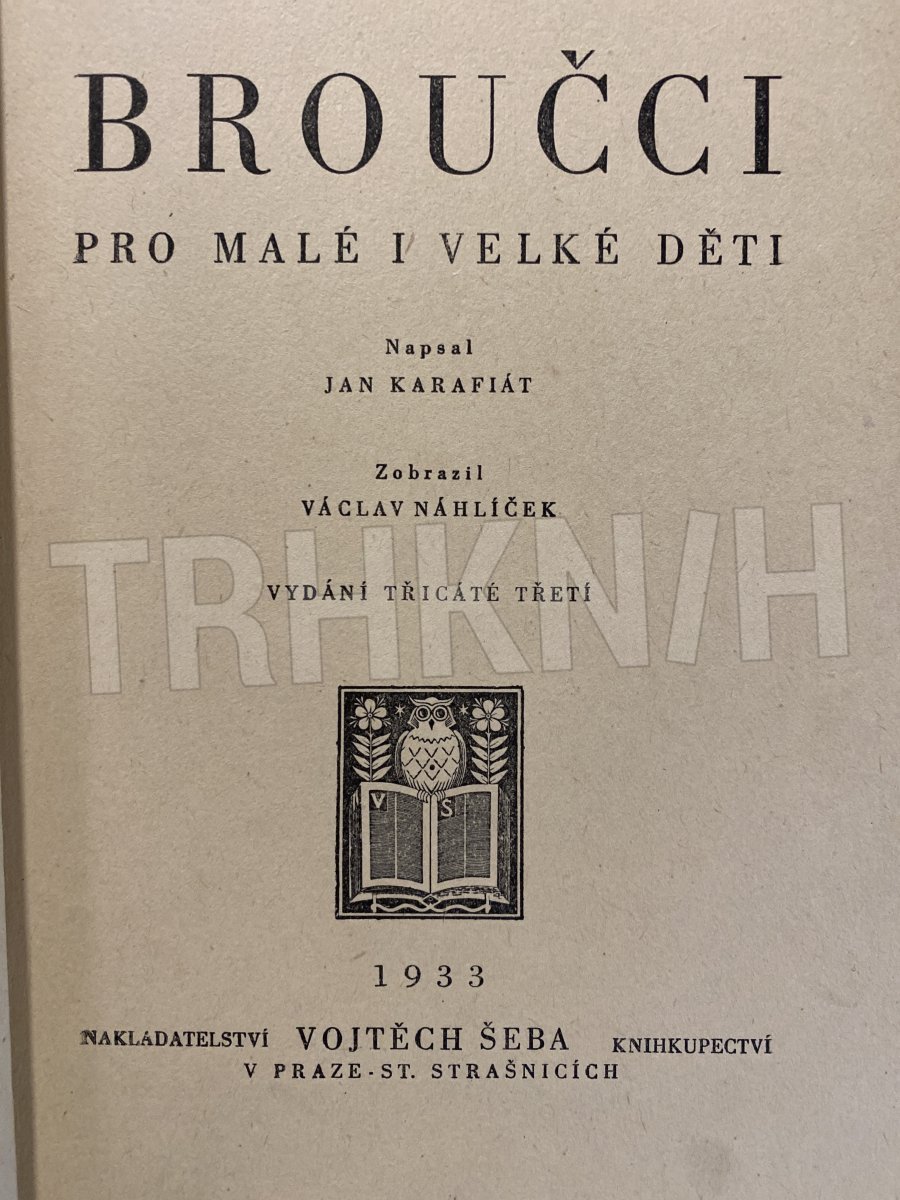 BROUČCI
PRO MALÉ I VELKÉ DĚTI
Napsal
JAN KARAFIÁT
Zobrazil
VÁCLAV NÁHLÍČEK
TRHKNIH
VYDÁNÍ TŘICÁTÉ TŘETÍ
V S
1933
NAKLADATELSTVÍ VOJTĚCH ŠEBA KNIHKUPECTVÍ
V PRAZE - ST. STRAŠNICÍCH